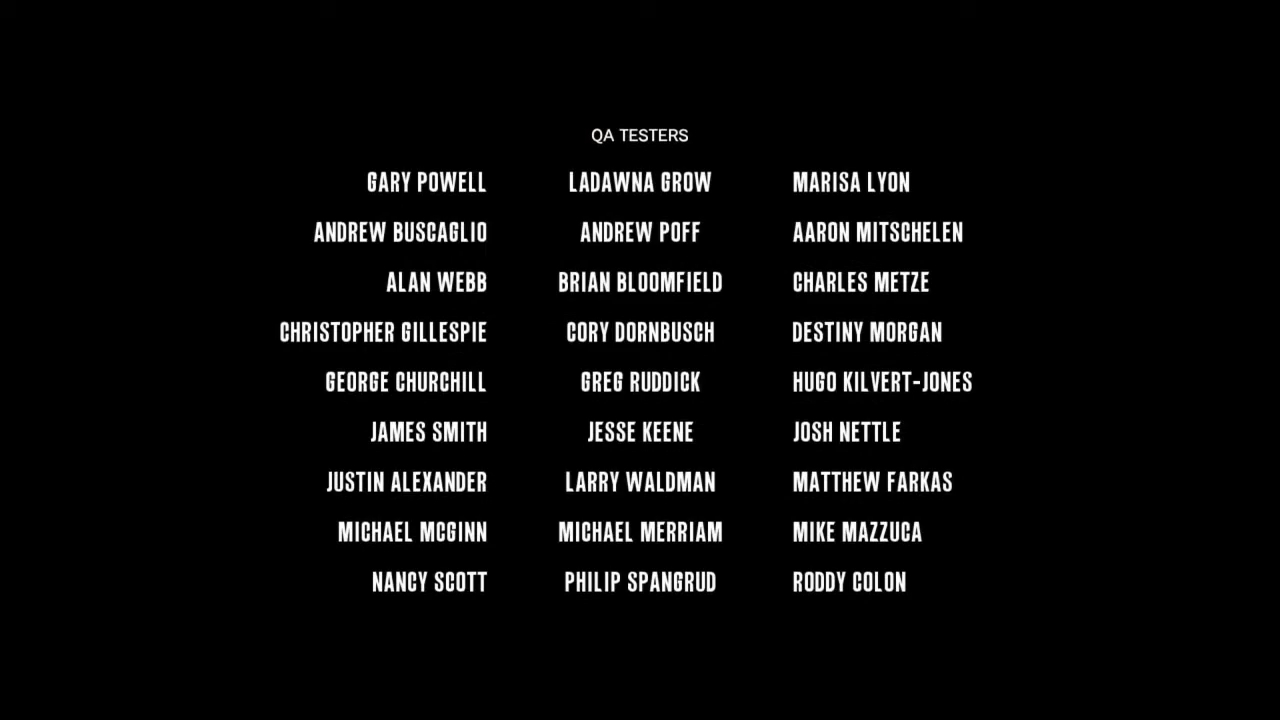 QA TESTERS
GARY POWELL LADAWNA GROW MARISA LYON
ANDREW BUSCAGLIO ANDREW POFF AARON MITSCHELEN
ALAN WEBB BRIAN BLOOMFIELD CHARLES METZE
CHRISTOPHER GILLESPIE CORY DORNBUSCH DESTINY MORGAN
GEORGE CHURCHILL GREG RUDDICK HUGO KILVERT-JONES
JAMES SMITH JESSE KEENE JOSH NETTLE
JUSTIN ALEXANDER LARRY WALDMAN MATTHEW FARKAS
MICHAEL MCGINN MICHAEL MERRIAM MIKE MAZZUCA
NANCY SCOTT PHILIP SPANGRUD RODDY COLON